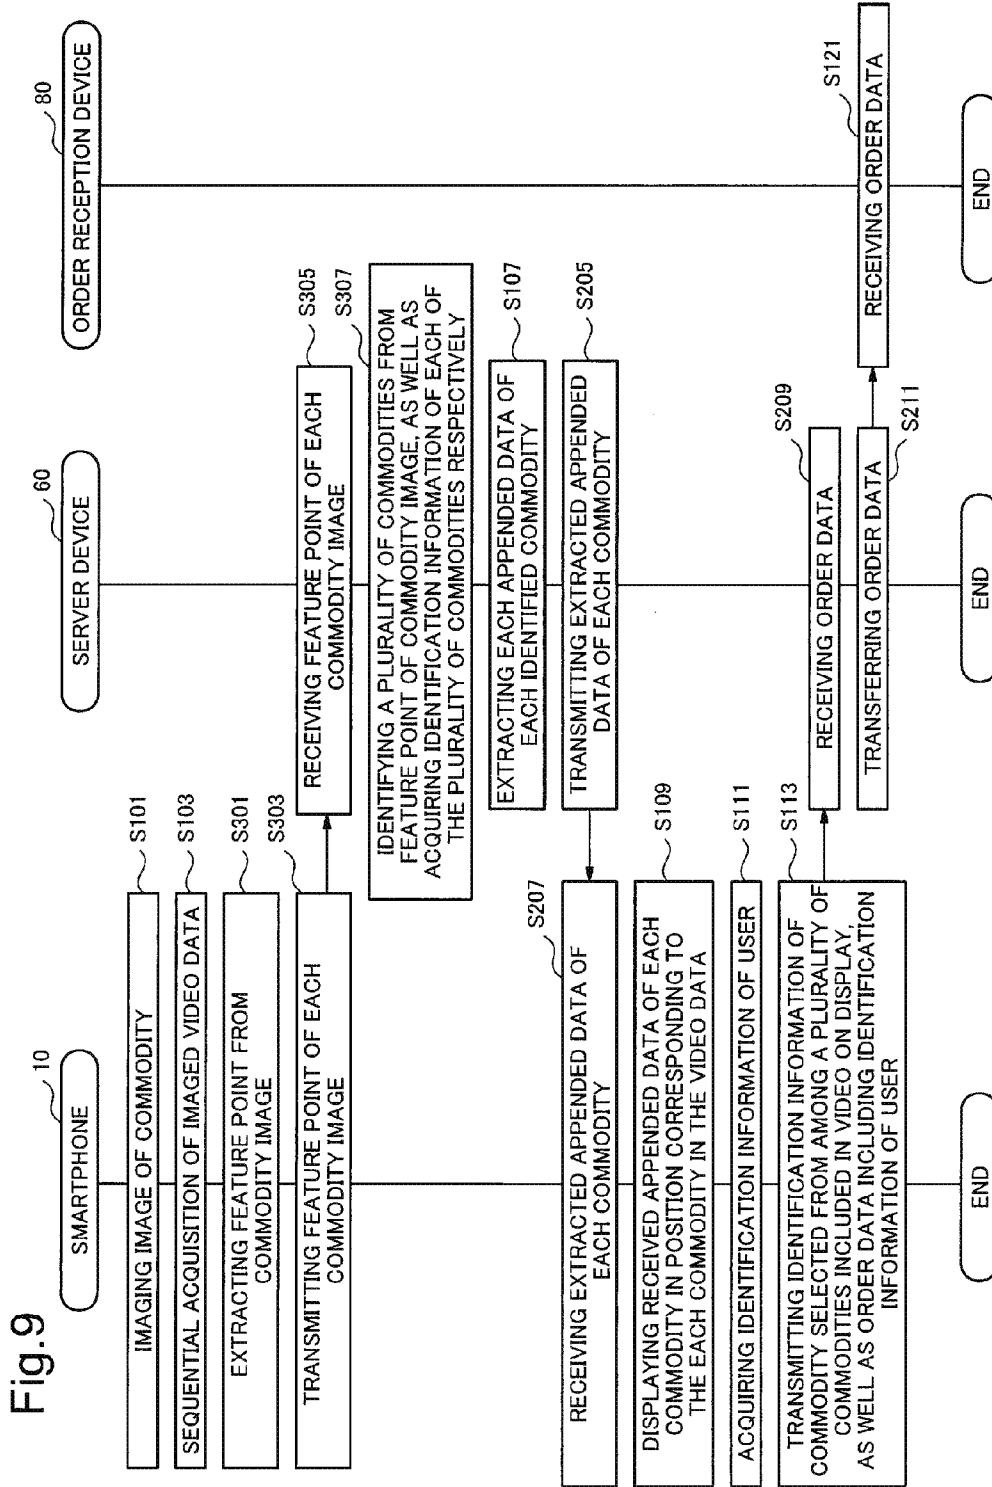 Fig.9
10
SMARTPHONE
60
SERVER DEVICE
80
ORDER RECEPTION DEVICE
S101
IMAGING IMAGE OF COMMODITY
S103
SEQUENTIAL ACQUISITION OF IMAGED VIDEO DATA
S301
EXTRACTING FEATURE POINT FROM
COMMODITY IMAGE
S303
TRANSMITTING FEATURE POINT OF EACH
COMMODITY IMAGE
S305
RECEIVING FEATURE POINT OF EACH
COMMODITY IMAGE
S307
IDENTIFYING A PLURALITY OF COMMODITIES FROM
FEATURE POINT OF COMMODITY IMAGE, AS WELL AS
ACQUIRING IDENTIFICATION INFORMATION OF EACH OF
THE PLURALITY OF COMMODITIES RESPECTIVELY
S107
EXTRACTING EACH APPENDED DATA OF
EACH IDENTIFIED COMMODITY
S205
TRANSMITTING EXTRACTED APPENDED
DATA OF EACH COMMODITY
S207
RECEIVING EXTRACTED APPENDED DATA OF
EACH COMMODITY
S109
DISPLAYING RECEIVED APPENDED DATA OF EACH
COMMODITY IN POSITION CORRESPONDING TO
THE EACH COMMODITY IN THE VIDEO DATA
S111
ACQUIRING IDENTIFICATION INFORMATION OF USER
S113
TRANSMITTING IDENTIFICATION INFORMATION OF
COMMODITY SELECTED FROM AMONG A PLURALITY OF
COMMODITIES INCLUDED IN VIDEO ON DISPLAY,
AS WELL AS ORDER DATA INCLUDING IDENTIFICATION
INFORMATION OF USER
S209
RECEIVING ORDER DATA
S211
TRANSFERRING ORDER DATA
S121
RECEIVING ORDER DATA
END
END
END